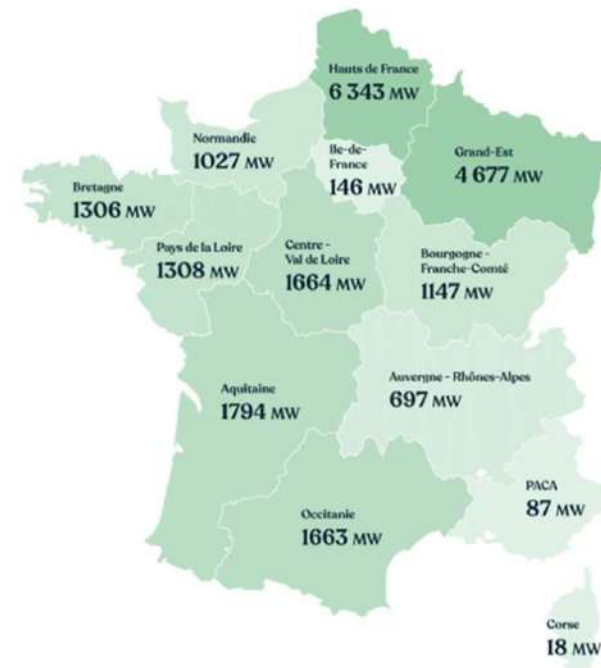 Hauts de France
6 343 MW
Normandie
1027 MW
Ile-de-
France
146 MW
Grand-Est
4 677 MW
Bretagne
1306 MW
Pays de la Loire
1308 MW
Centre -
Val de Loire
1664 MW
Bourgogne -
Franche-Comté
1147 MW
Aquitaine
1794 MW
Auvergne - Rhônes-Alpes
697 MW
Occitanie
1663 MW
PACA
87 MW
Corse
18 MW